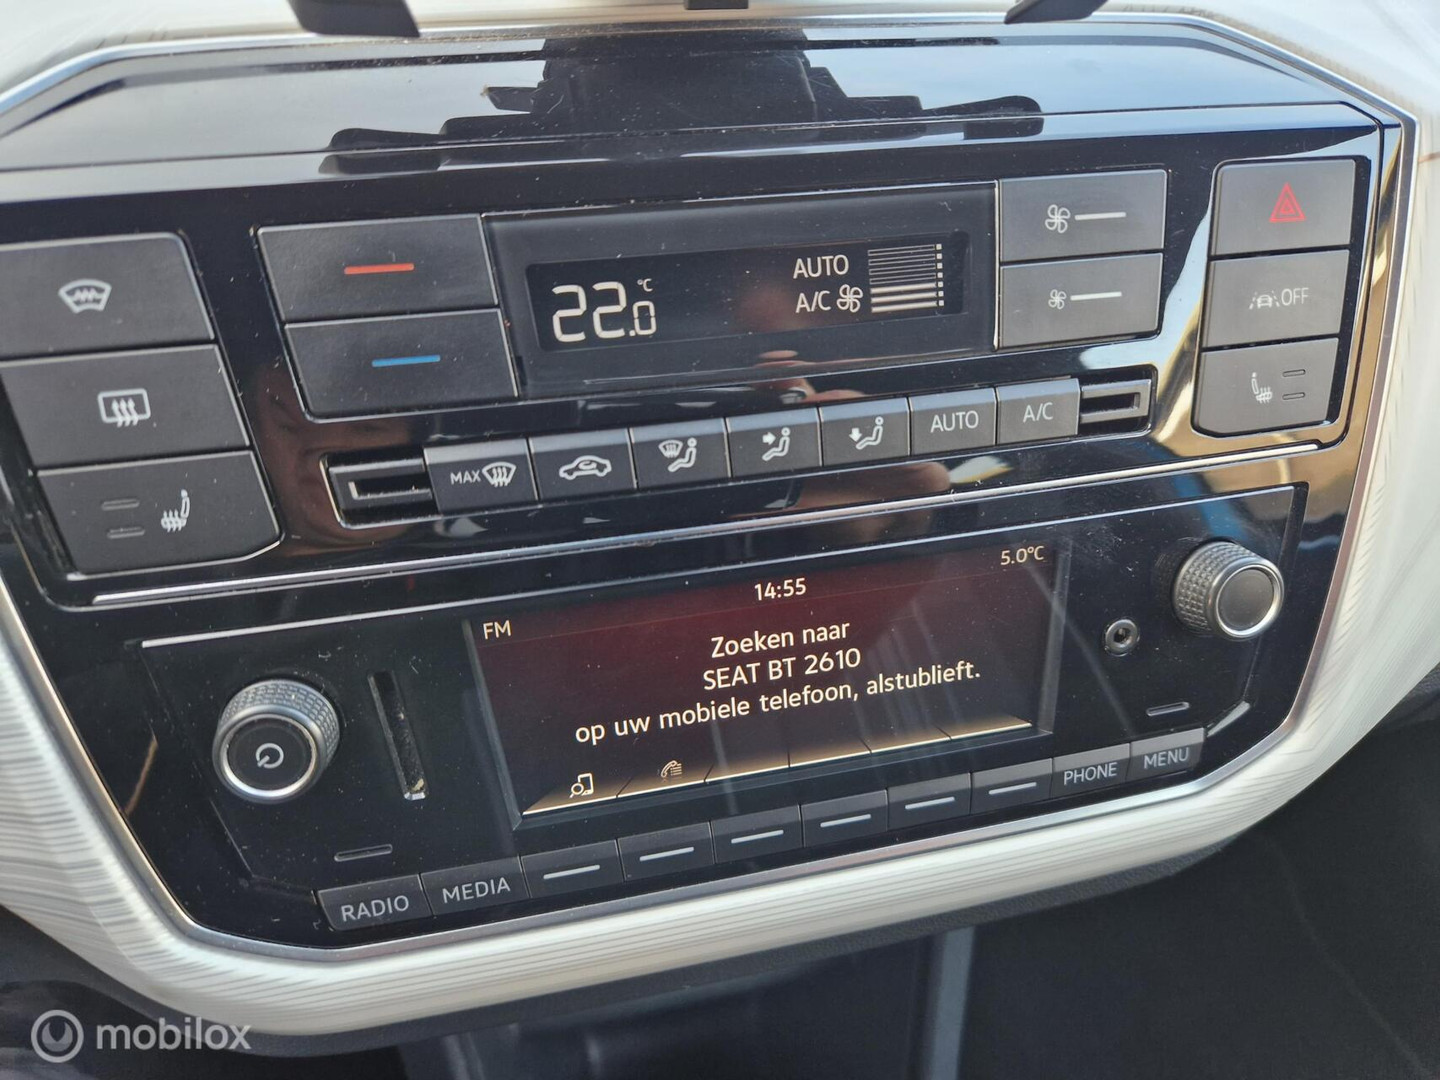 22.0 °C
AUTO
A/C
OFF
MAX
AUTO
A/C
14:55
5.0°C
FM
Zoeken naar
SEAT BT 2610
op uw mobiele telefoon, alstublieft.
RADIO
MEDIA
PHONE
MENU
mobilox